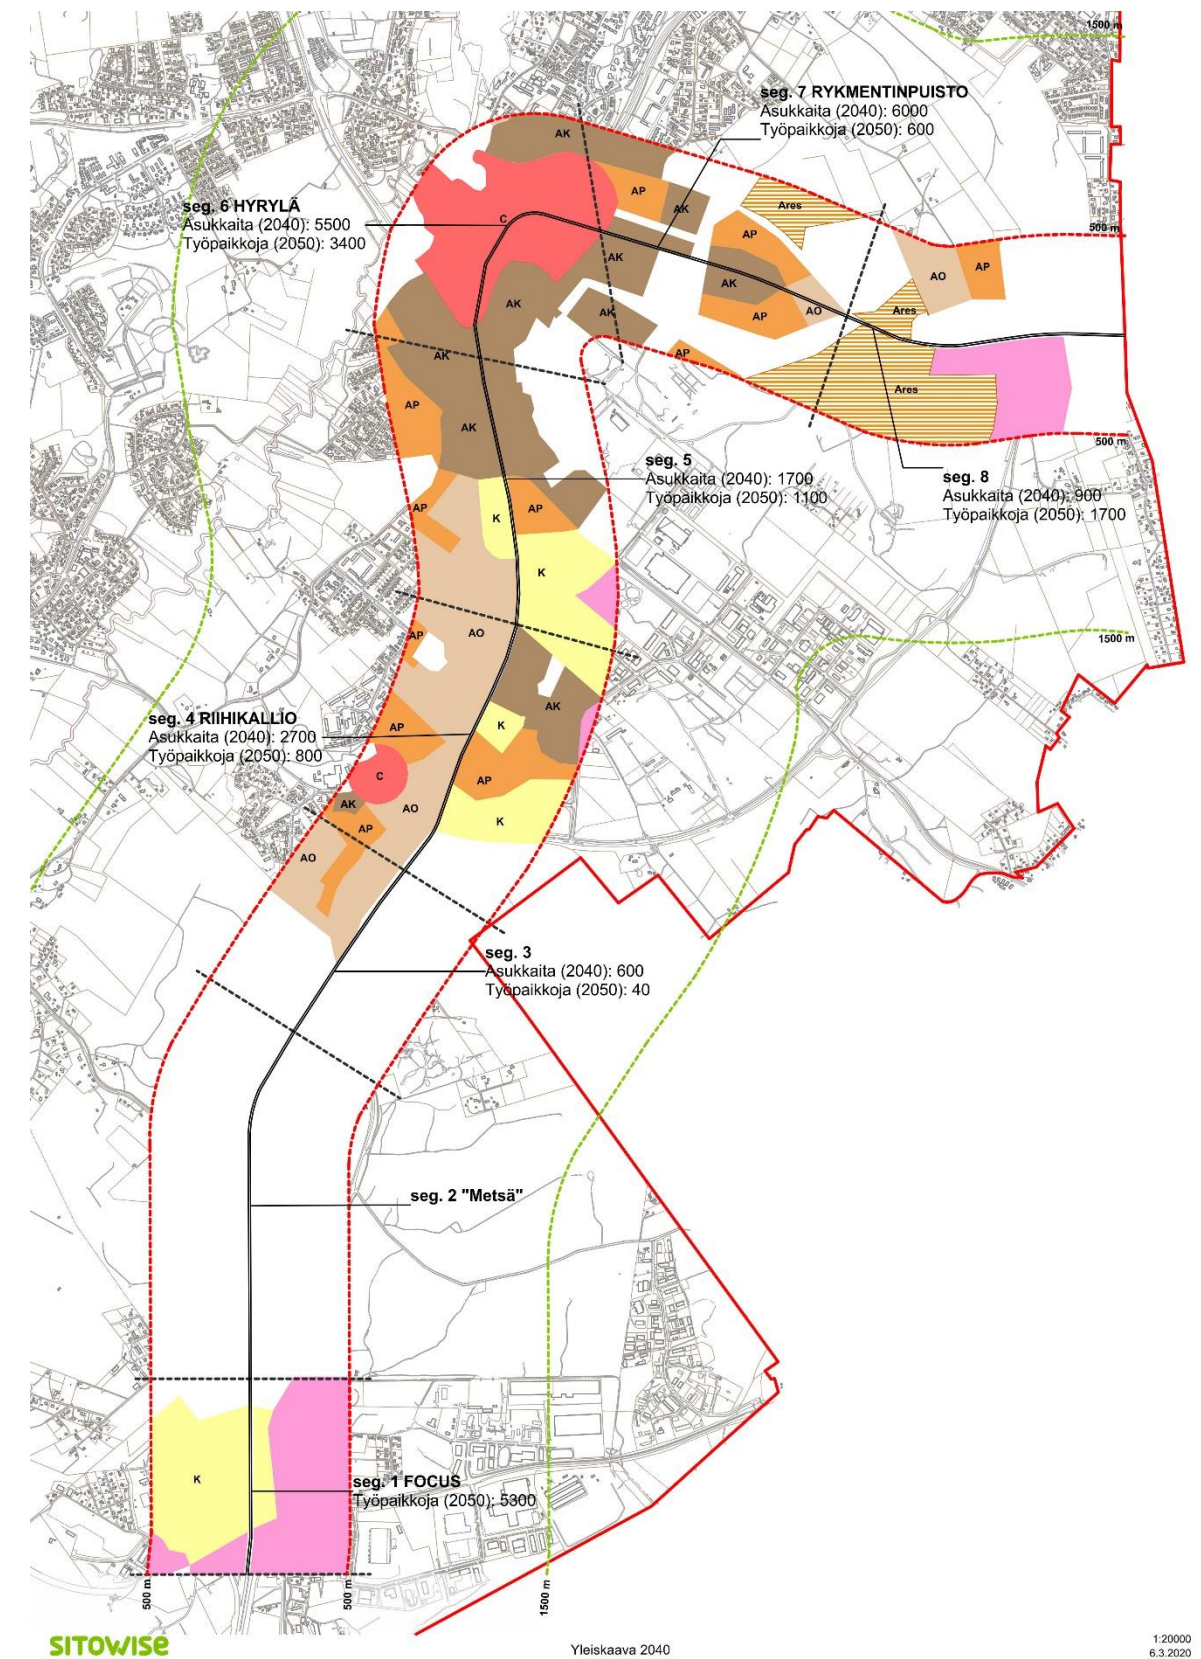 1500 m
seg. 7 RYKMENTINPUISTO
Asukkaita (2040): 6000
Työpaikkoja (2050): 600
AK
AP
AK
Ares
seg. 6 HYRYLÄ
Asukkaita (2040): 5500
Työpaikkoja (2050): 3400
C
500 m
AP
AK
AO
AP
AK
AK
AK
AP
AO
Ares
AK
AP
Ares
AP
AK
500 m
seg. 5
Asukkaita (2040): 1700
Työpaikkoja (2050): 1100
seg. 8
Asukkaita (2040): 900
Työpaikkoja (2050): 1700
AP
AP
K
K
AP
AO
1500 m
AK
seg. 4 RIIHIKALLIO
Asukkaita (2040): 2700
Työpaikkoja (2050): 800
AP
K
C
AP
AK
AO
AP
K
AO
seg. 3
Asukkaita (2040): 600
Työpaikkoja (2050): 40
seg. 2 "Metsä"
K
seg. 1 FOCUS
Työpaikkoja (2050): 5300
500 m
500 m
1500 m
SITOWISE
Yleiskaava 2040
1:20000
6.3.2020